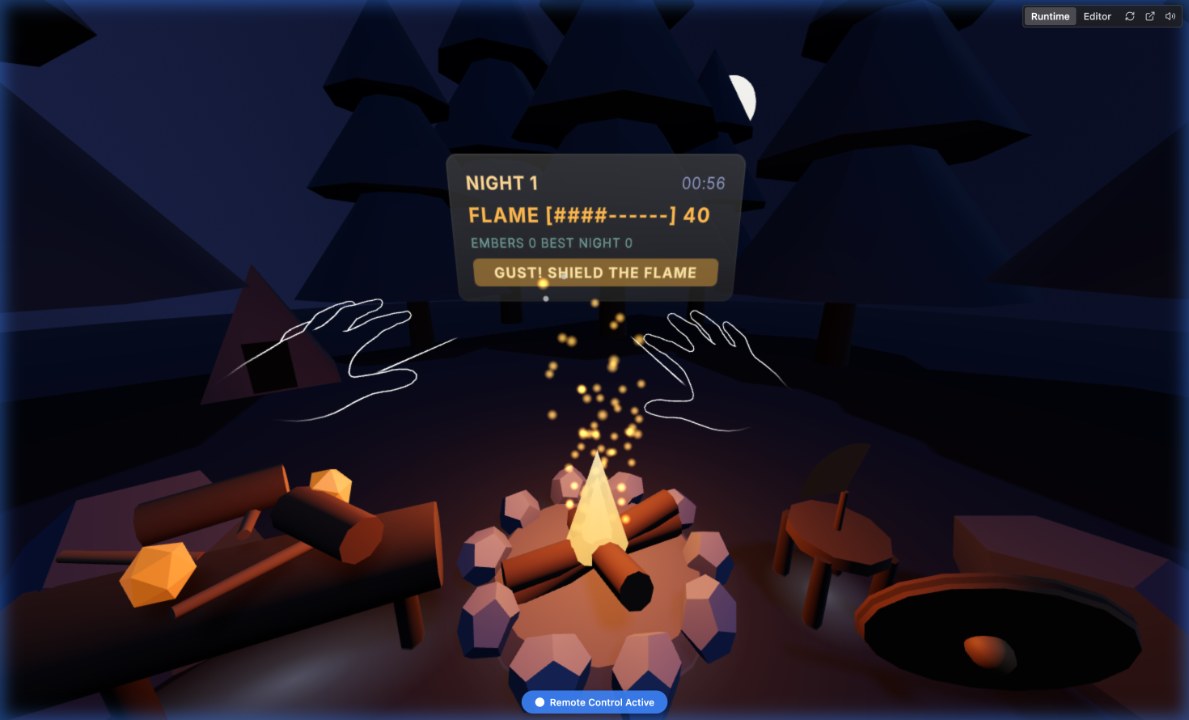 Runtime Editor
NIGHT 1 00:56
FLAME [####------] 40
EMBERS 0 BEST NIGHT 0
GUST! SHIELD THE FLAME
Remote Control Active